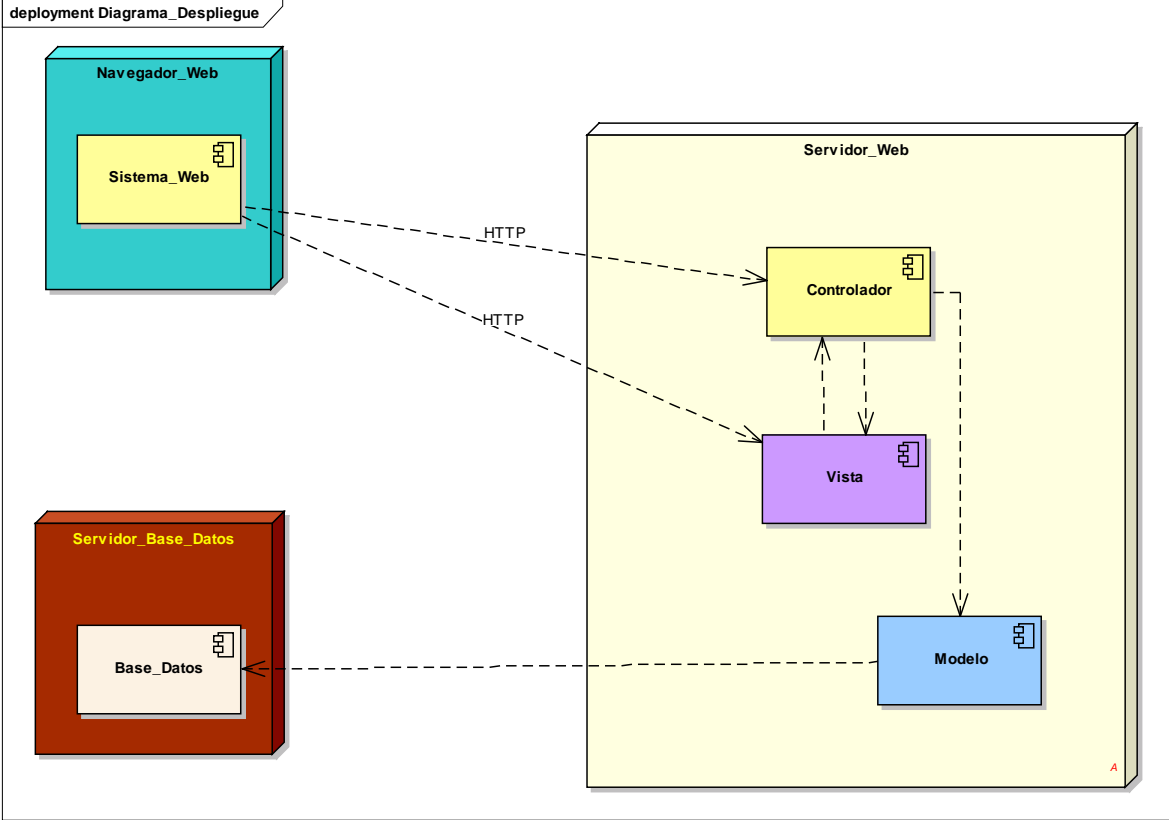 deployment Diagrama_Despliegue
Navegador_Web
Sistema_Web
Servidor_Web
HTTP
Controlador
HTTP
Vista
Servidor_Base_Datos
Base_Datos
Modelo
A